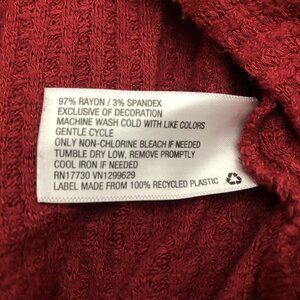 97% RAYON / 3% SPANDEX
EXCLUSIVE OF DECORATION
MACHINE WASH COLD WITH LIKE COLORS
GENTLE CYCLE
ONLY NON-CHLORINE BLEACH IF NEEDED
TUMBLE DRY LOW, REMOVE PROMPTLY
COOL IRON IF NEEDED
RN17730 VN1299629
LABEL MADE FROM 100% RECYCLED PLASTIC